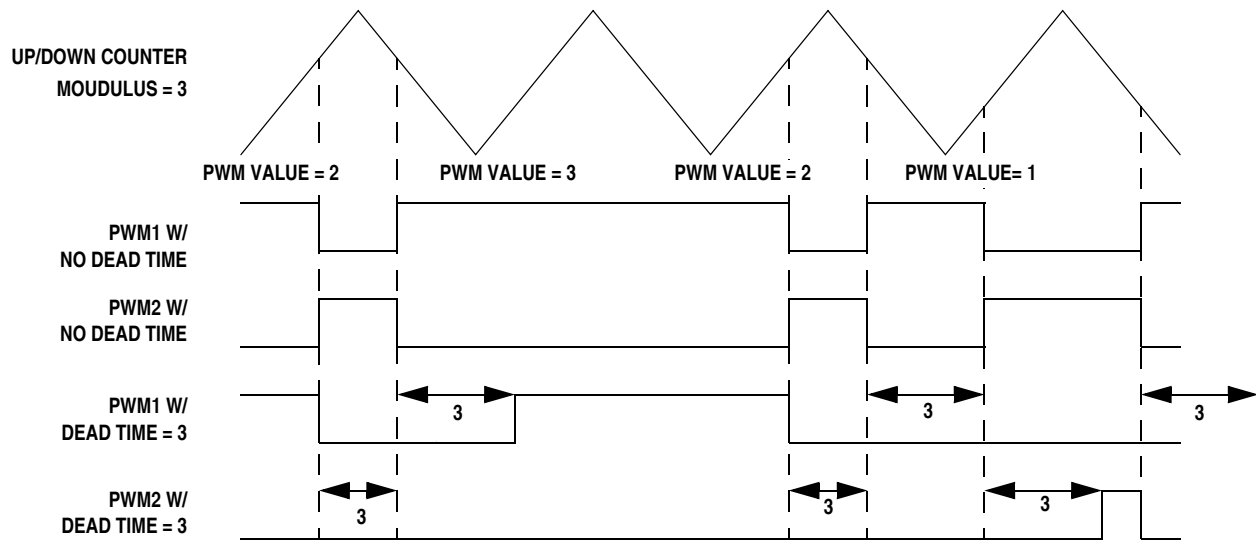 UP/DOWN COUNTER
MOUDULUS = 3
PWM VALUE = 2
PWM VALUE = 3
PWM VALUE = 2
PWM VALUE= 1
PWM1 W/
NO DEAD TIME
PWM2 W/
NO DEAD TIME
PWM1 W/
DEAD TIME = 3
3
3
3
PWM2 W/
DEAD TIME = 3
3
3
3